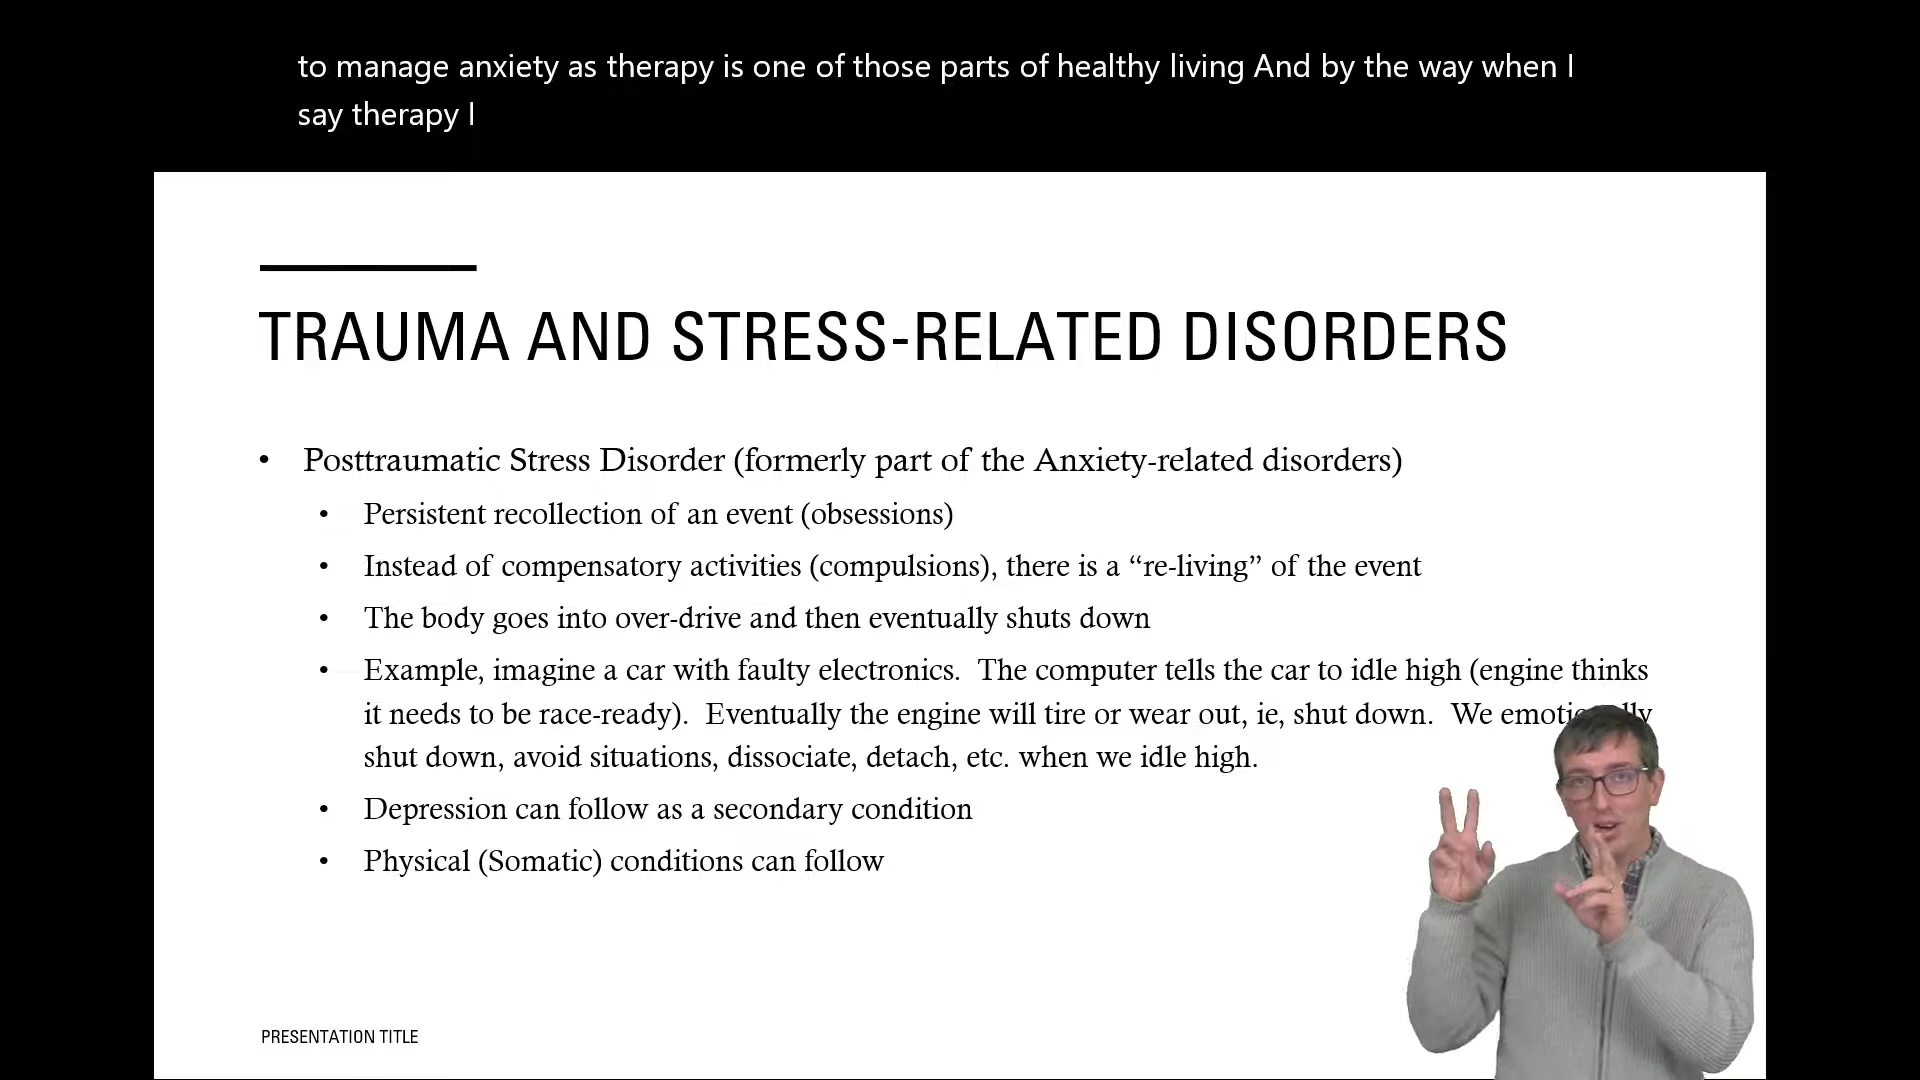 to manage anxiety as therapy is one of those parts of healthy living And by the way when I
say therapy I
TRAUMA AND STRESS-RELATED DISORDERS
• Posttraumatic Stress Disorder (formerly part of the Anxiety-related disorders)
• Persistent recollection of an event (obsessions)
• Instead of compensatory activities (compulsions), there is a “re-living” of the event
• The body goes into over-drive and then eventually shuts down
• Example, imagine a car with faulty electronics.  The computer tells the car to idle high (engine thinks
it needs to be race-ready).  Eventually the engine will tire or wear out, ie, shut down.  We emotionally
shut down, avoid situations, dissociate, detach, etc. when we idle high.
• Depression can follow as a secondary condition
• Physical (Somatic) conditions can follow
PRESENTATION TITLE